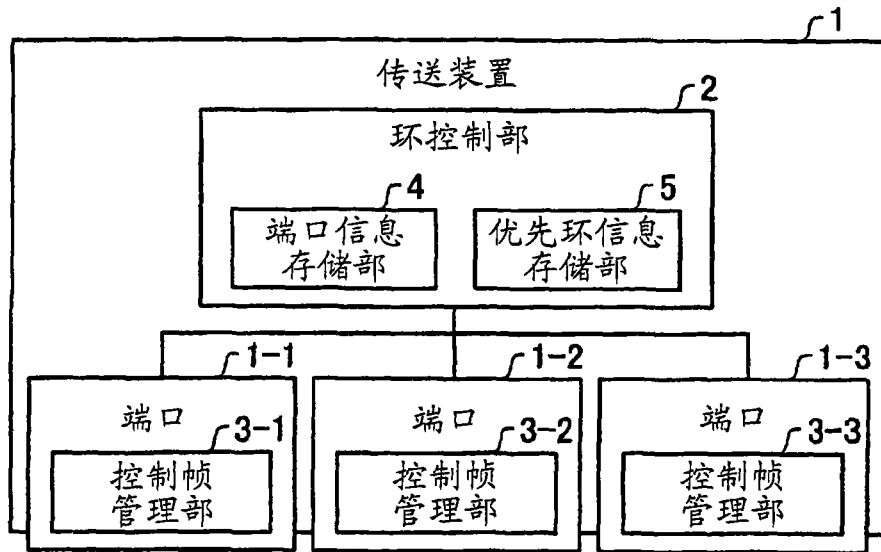 1
传送装置
2
环控制部
4
5
端口信息
存储部
优先环信息
存储部
1-1
1-2
1-3
端口
端口
端口
3-1
3-2
3-3
控制帧
管理部
控制帧
管理部
控制帧
管理部